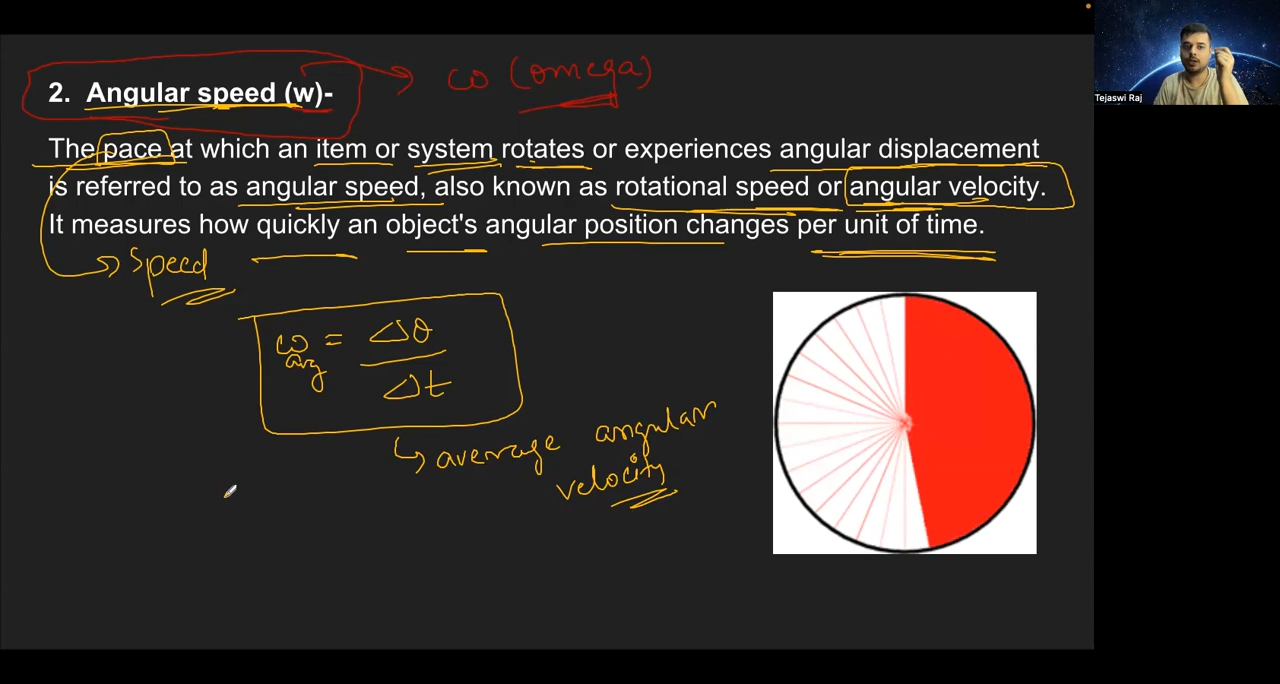 2. Angular speed (w)-
ω (omega)
The pace at which an item or system rotates or experiences angular displacement
is referred to as angular speed, also known as rotational speed or angular velocity.
It measures how quickly an object's angular position changes per unit of time.
Speed
ω avg = Δθ / Δt
average angular
velocity
Tejaswi Raj